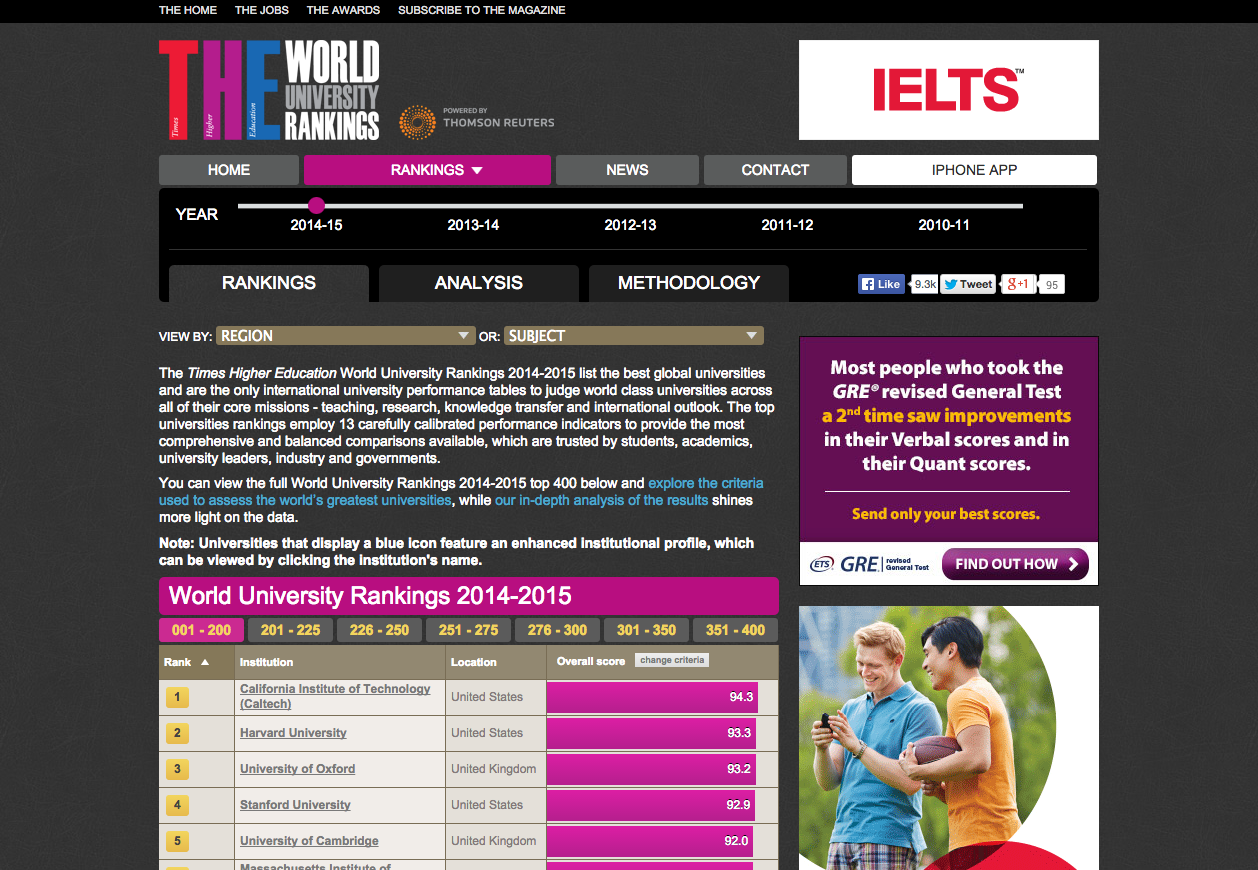 THE HOME THE JOBS THE AWARDS SUBSCRIBE TO THE MAGAZINE
THE WORLD
UNIVERSITY
RANKINGS
Times Higher Education
POWERED BY
THOMSON REUTERS
IELTS™
HOME RANKINGS NEWS CONTACT IPHONE APP
YEAR
2014-15 2013-14 2012-13 2011-12 2010-11
RANKINGS ANALYSIS METHODOLOGY
Like 9.3k Tweet g+1 95
VIEW BY: REGION OR: SUBJECT
The Times Higher Education World University Rankings 2014-2015 list the best global universities
and are the only international university performance tables to judge world class universities across
all of their core missions - teaching, research, knowledge transfer and international outlook. The top
universities rankings employ 13 carefully calibrated performance indicators to provide the most
comprehensive and balanced comparisons available, which are trusted by students, academics,
university leaders, industry and governments.
You can view the full World University Rankings 2014-2015 top 400 below and explore the criteria
used to assess the world's greatest universities, while our in-depth analysis of the results shines
more light on the data.
Note: Universities that display a blue icon feature an enhanced institutional profile, which
can be viewed by clicking the institution's name.
World University Rankings 2014-2015
001 - 200 201 - 225 226 - 250 251 - 275 276 - 300 301 - 350 351 - 400
Rank Institution Location Overall score change criteria
1 California Institute of Technology
(Caltech) United States 94.3
2 Harvard University United States 93.3
3 University of Oxford United Kingdom 93.2
4 Stanford University United States 92.9
5 University of Cambridge United Kingdom 92.0
Massachusetts Institute of
Most people who took the
GRE® revised General Test
a 2nd time saw improvements
in their Verbal scores and in
their Quant scores.
Send only your best scores.
ETS GRE revised
General Test
FIND OUT HOW